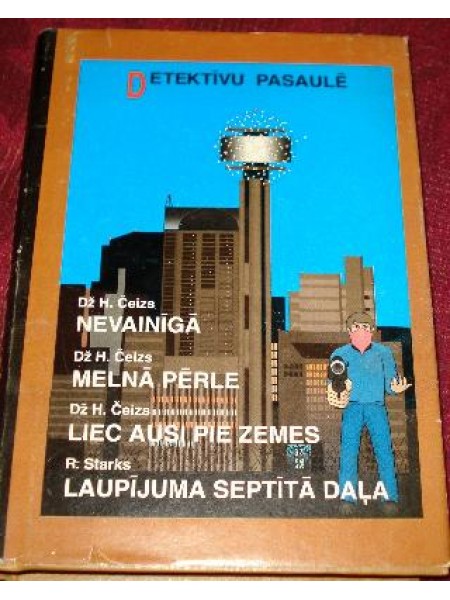 DETEKTĪVU PASAULĒ
Dž H. Čeizs
NEVAINĪGĀ
Dž H. Čeizs
MELNĀ PĒRLE
Dž H. Čeizs
LIEC AUSI PIE ZEMES
R. Starks
LAUPĪJUMA SEPTĪTĀ DAĻA